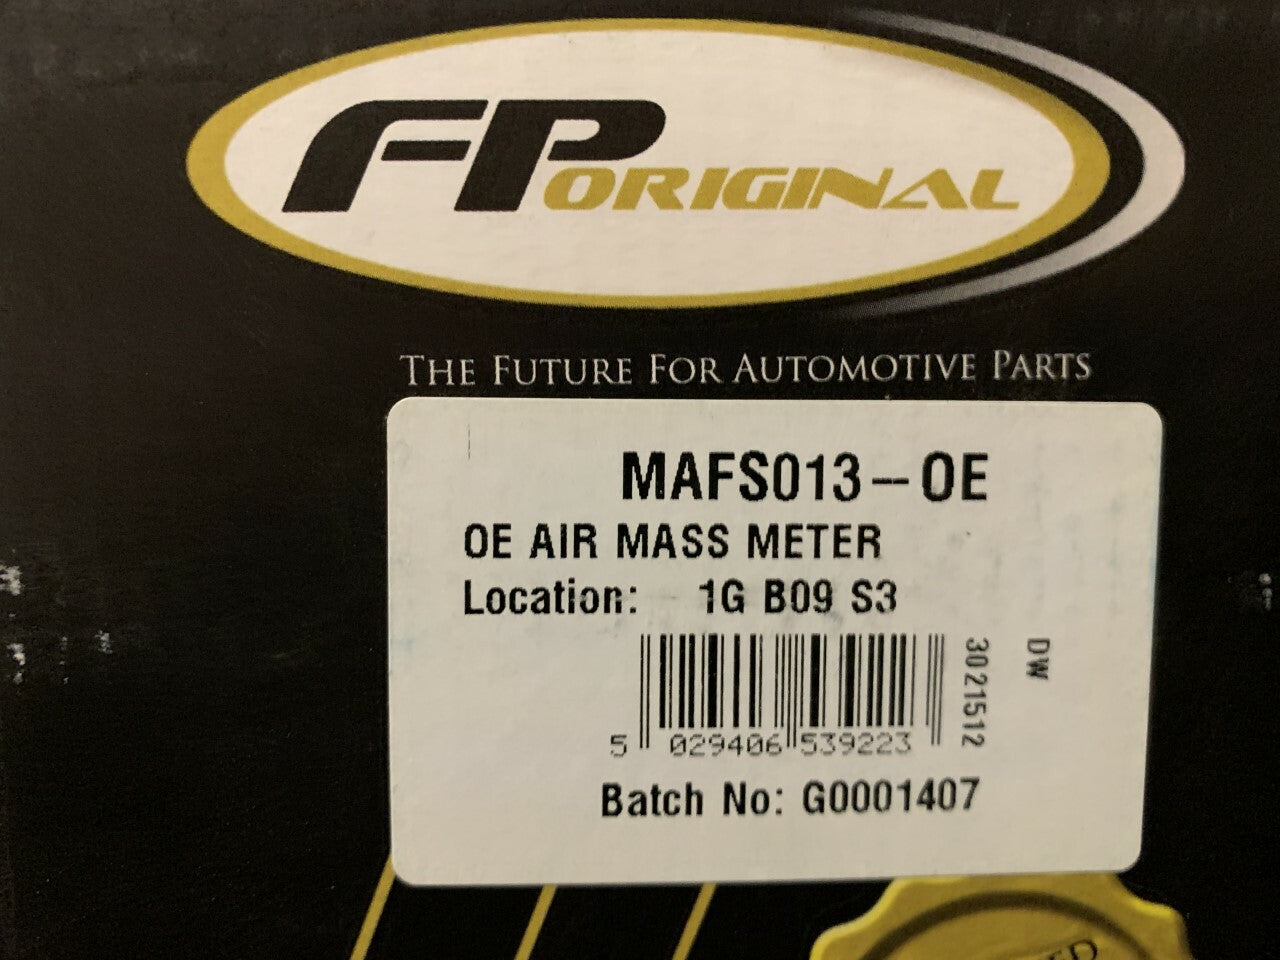 FP ORIGINAL
THE FUTURE FOR AUTOMOTIVE PARTS
MAFS013-OE
OE AIR MASS METER
Location: 1G B09 S3
DW
3021512
5 029406 539223
Batch No: G0001407